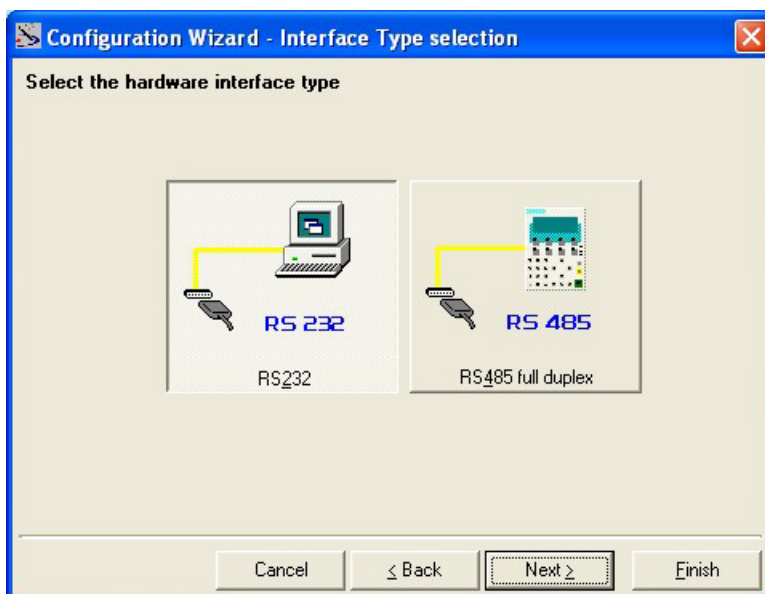 Configuration Wizard - Interface Type selection
Select the hardware interface type
RS 232
RS 485
RS232
RS485 full duplex
Cancel
< Back
Next >
Finish